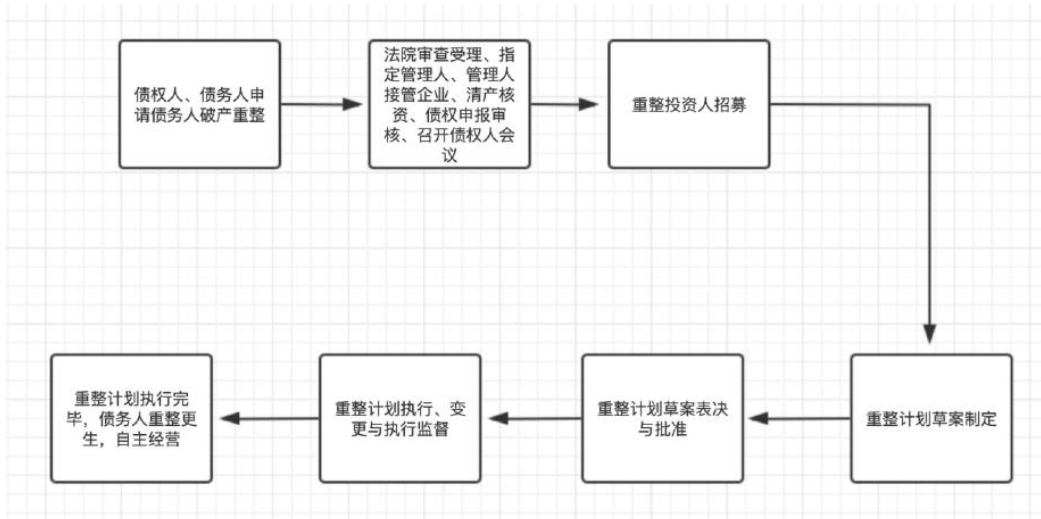 债权人、债务人申
请债务人破产重整
法院审查受理、指
定管理人、管理人
接管企业、清产核
资、债权申报审
核、召开债权人会
议
重整投资人招募
重整计划草案制定
重整计划草案表决
与批准
重整计划执行、变
更与执行监督
重整计划执行完
毕，债务人重整更
生，自主经营